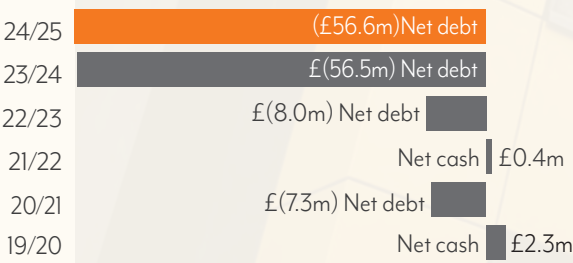 24/25 (£56.6m)Net debt
23/24 £(56.5m) Net debt
22/23 £(8.0m) Net debt
21/22 Net cash £0.4m
20/21 £(7.3m) Net debt
19/20 Net cash £2.3m